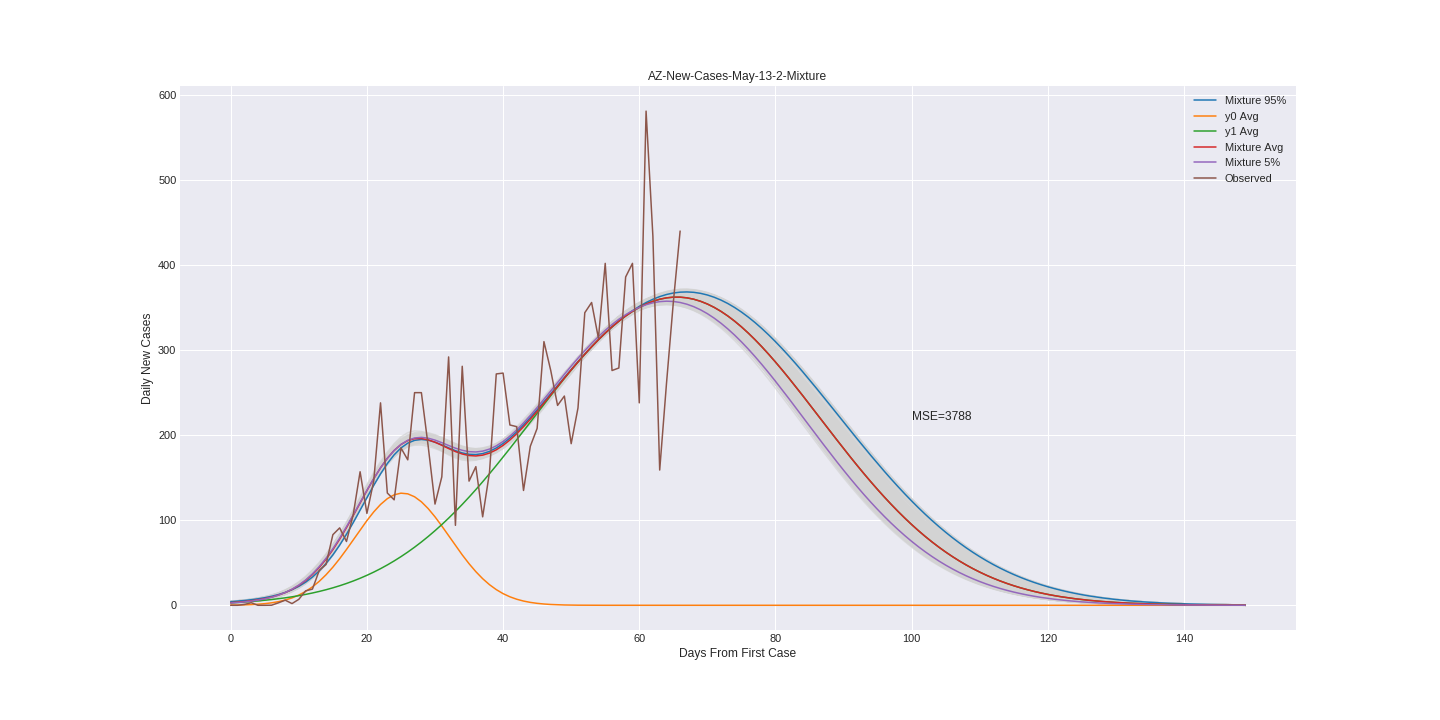 AZ-New-Cases-May-13-2-Mixture
600
500
400
300
200
100
0
Daily New Cases
Mixture 95%
y0 Avg
y1 Avg
Mixture Avg
Mixture 5%
Observed
MSE=3788
0 20 40 60 80 100 120 140
Days From First Case